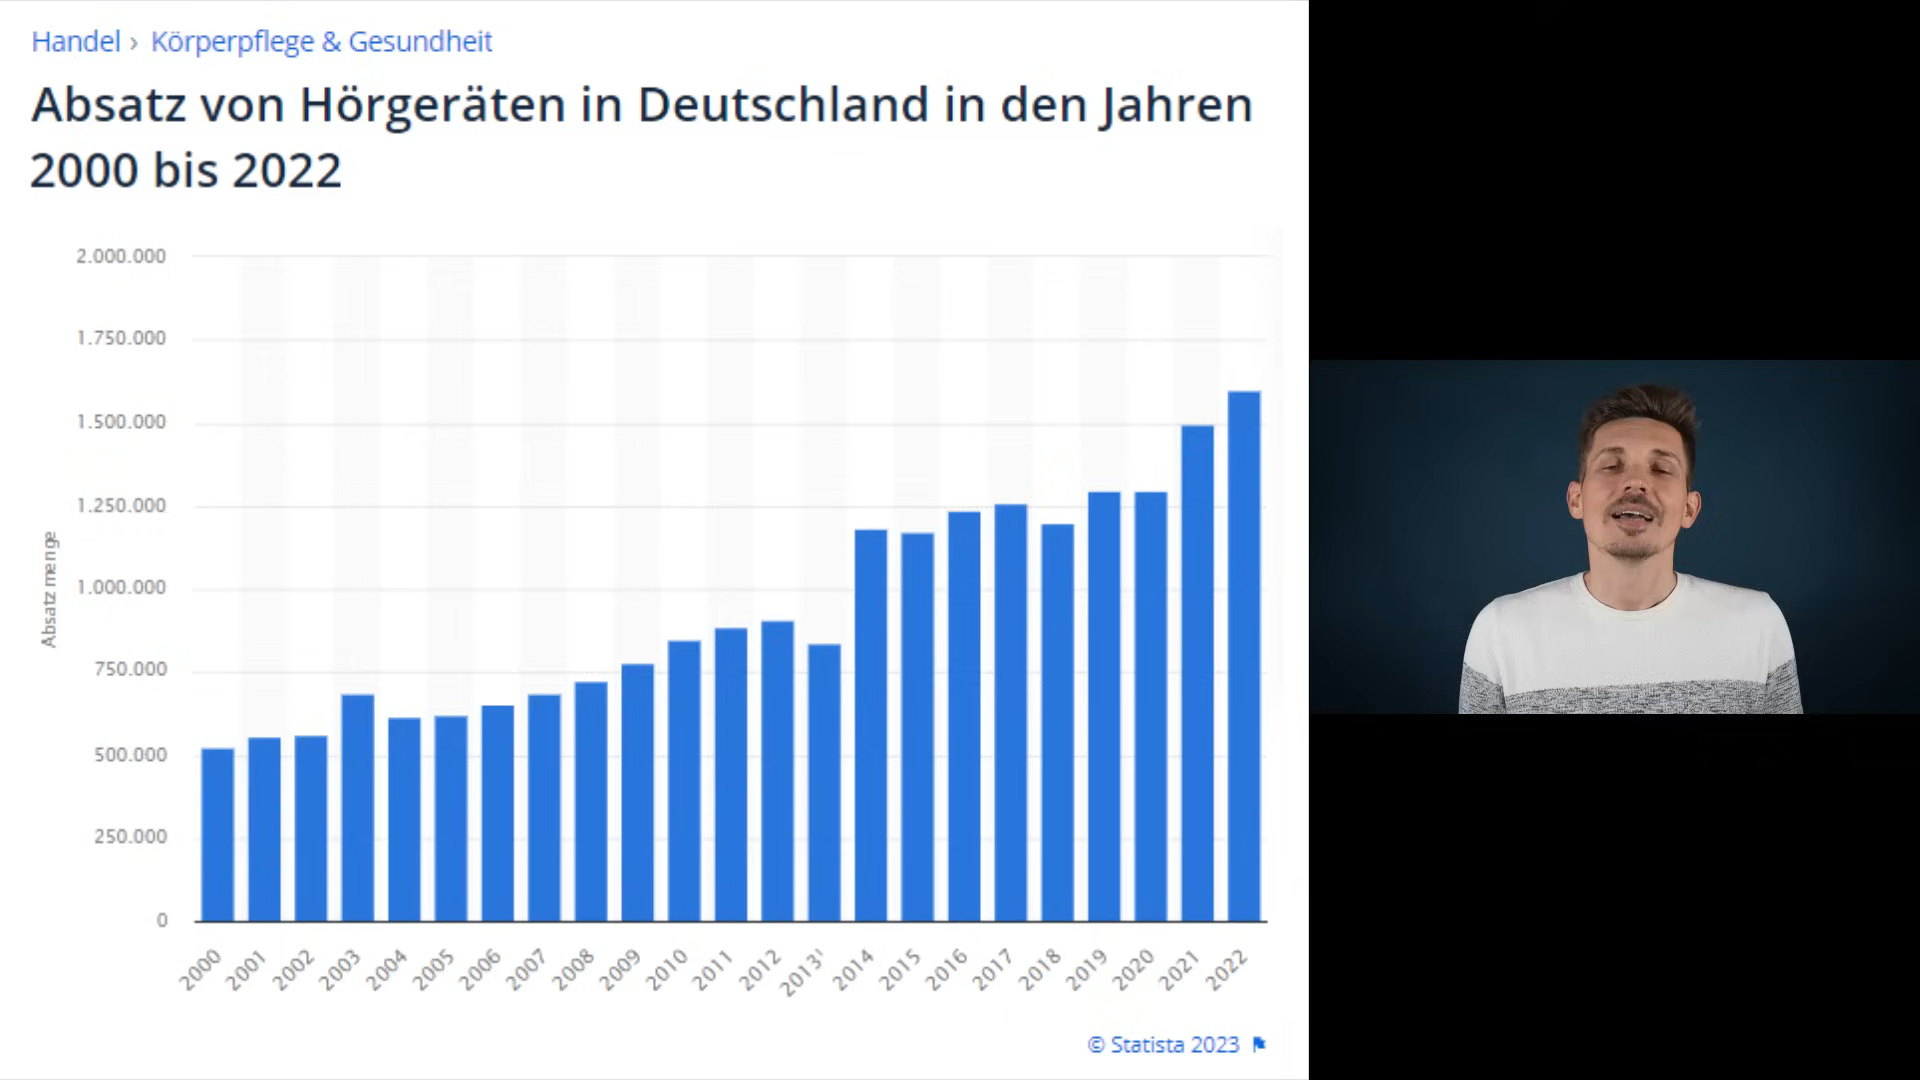 Handel › Körperpflege & Gesundheit
Absatz von Hörgeräten in Deutschland in den Jahren
2000 bis 2022
2.000.000
1.750.000
1.500.000
1.250.000
1.000.000
750.000
500.000
250.000
0
Absatzmenge
2000 2001 2002 2003 2004 2005 2006 2007 2008 2009 2010 2011 2012 2013¹ 2014 2015 2016 2017 2018 2019 2020 2021 2022
© Statista 2023